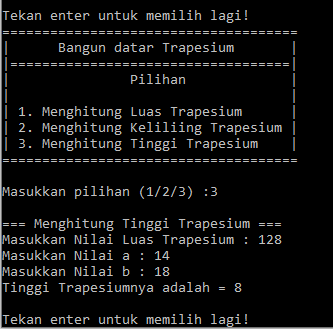 Tekan enter untuk memilih lagi!
====================================
|      Bangun datar Trapesium       |
|===================================|
|               Pilihan             |
|                                   |
| 1. Menghitung Luas Trapesium      |
| 2. Menghitung Keliliing Trapesium |
| 3. Menghitung Tinggi Trapesium    |
====================================
Masukkan pilihan (1/2/3) :3
=== Menghitung Tinggi Trapesium ===
Masukkan Nilai Luas Trapesium : 128
Masukkan Nilai a : 14
Masukkan Nilai b : 18
Tinggi Trapesiumnya adalah = 8
Tekan enter untuk memilih lagi!